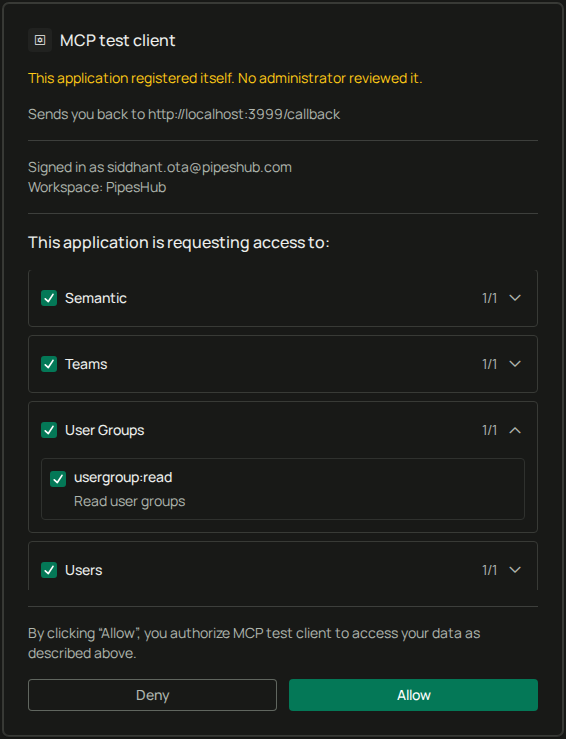 MCP test client
This application registered itself. No administrator reviewed it.
Sends you back to http://localhost:3999/callback
Signed in as siddhant.ota@pipeshub.com
Workspace: PipesHub
This application is requesting access to:
Semantic 1/1
Teams 1/1
User Groups 1/1
usergroup:read
Read user groups
Users 1/1
By clicking “Allow”, you authorize MCP test client to access your data as
described above.
Deny Allow